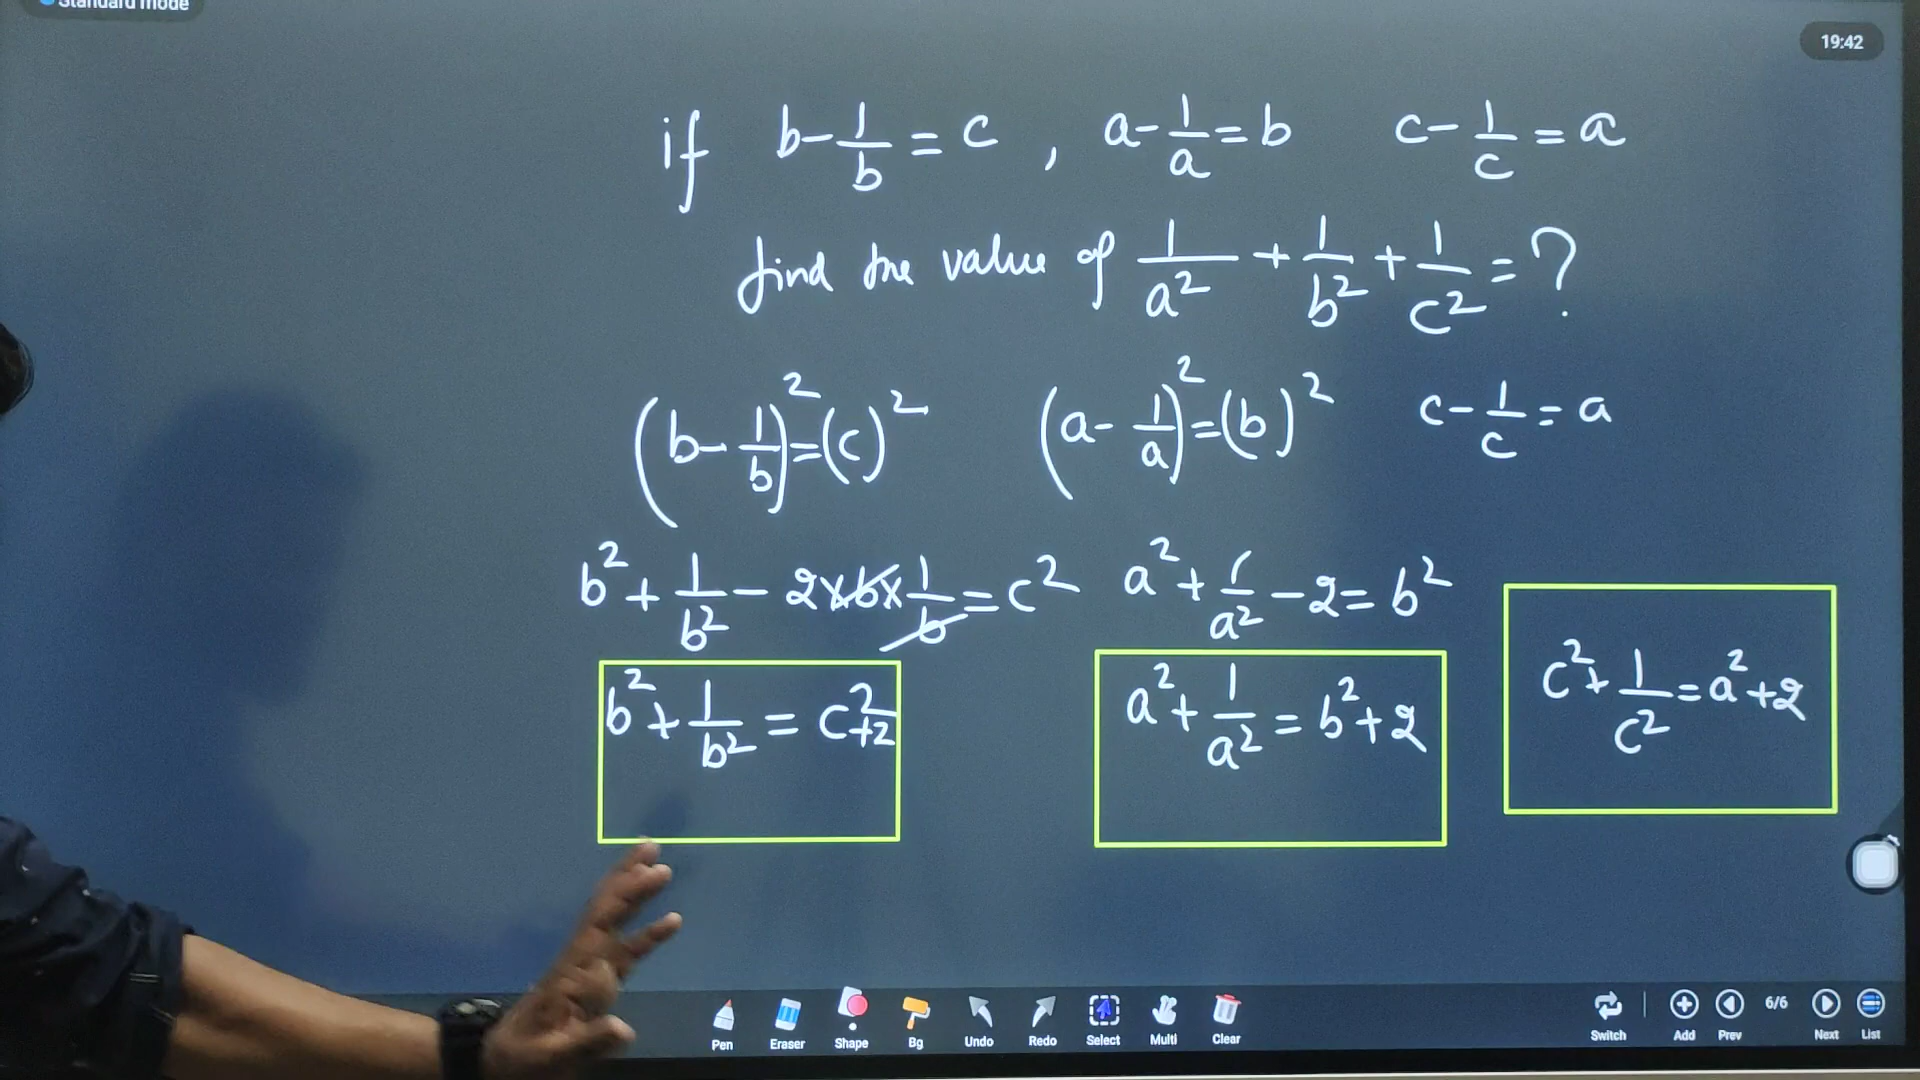 Standard mode
19:42
if b - 1/b = c , a - 1/a = b c - 1/c = a
find the value of 1/a² + 1/b² + 1/c² = ?
(b - 1/b)² = (c)² (a - 1/a)² = (b)² c - 1/c = a
b² + 1/b² - 2×b×1/b = c² a² + 1/a² - 2 = b²
b² + 1/b² = c² + 2 a² + 1/a² = b² + 2 c² + 1/c² = a² + 2
Pen Eraser Shape Bg Undo Redo Select Multi Clear Switch Add Prev 6/6 Next List